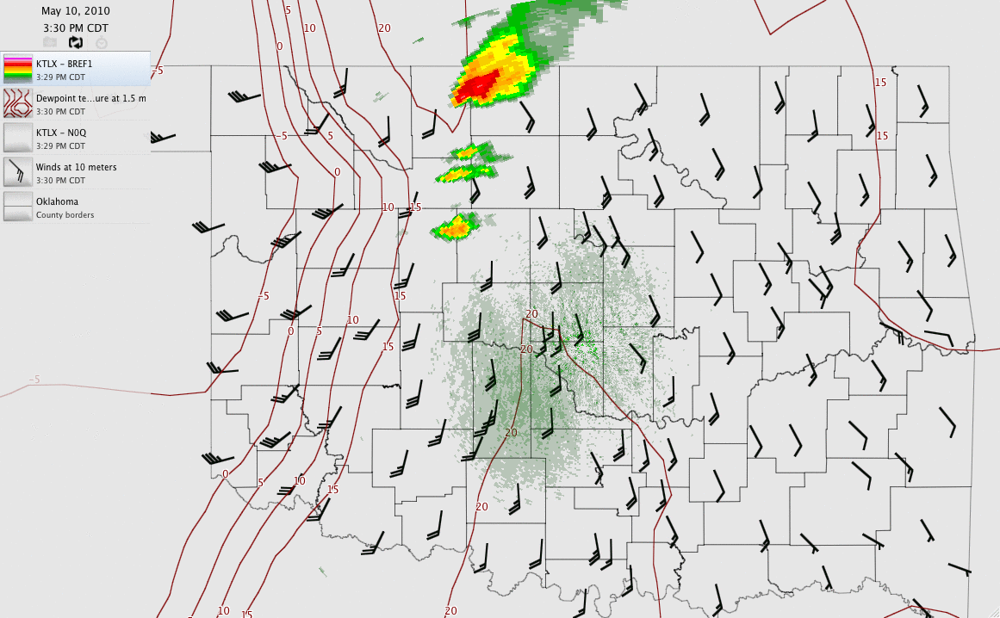 May 10, 2010
3:30 PM CDT
KTLX – BREF1
3:29 PM CDT
Dewpoint te...ure at 1.5 m
3:30 PM CDT
KTLX – N0Q
3:29 PM CDT
Winds at 10 meters
3:30 PM CDT
Oklahoma
County borders
5
0
10
20
-5
15
-5
5
15
0
10
15
-5
15
10
20
0
5
15
20
-5
20
0
5
10
15
20
10
15
20